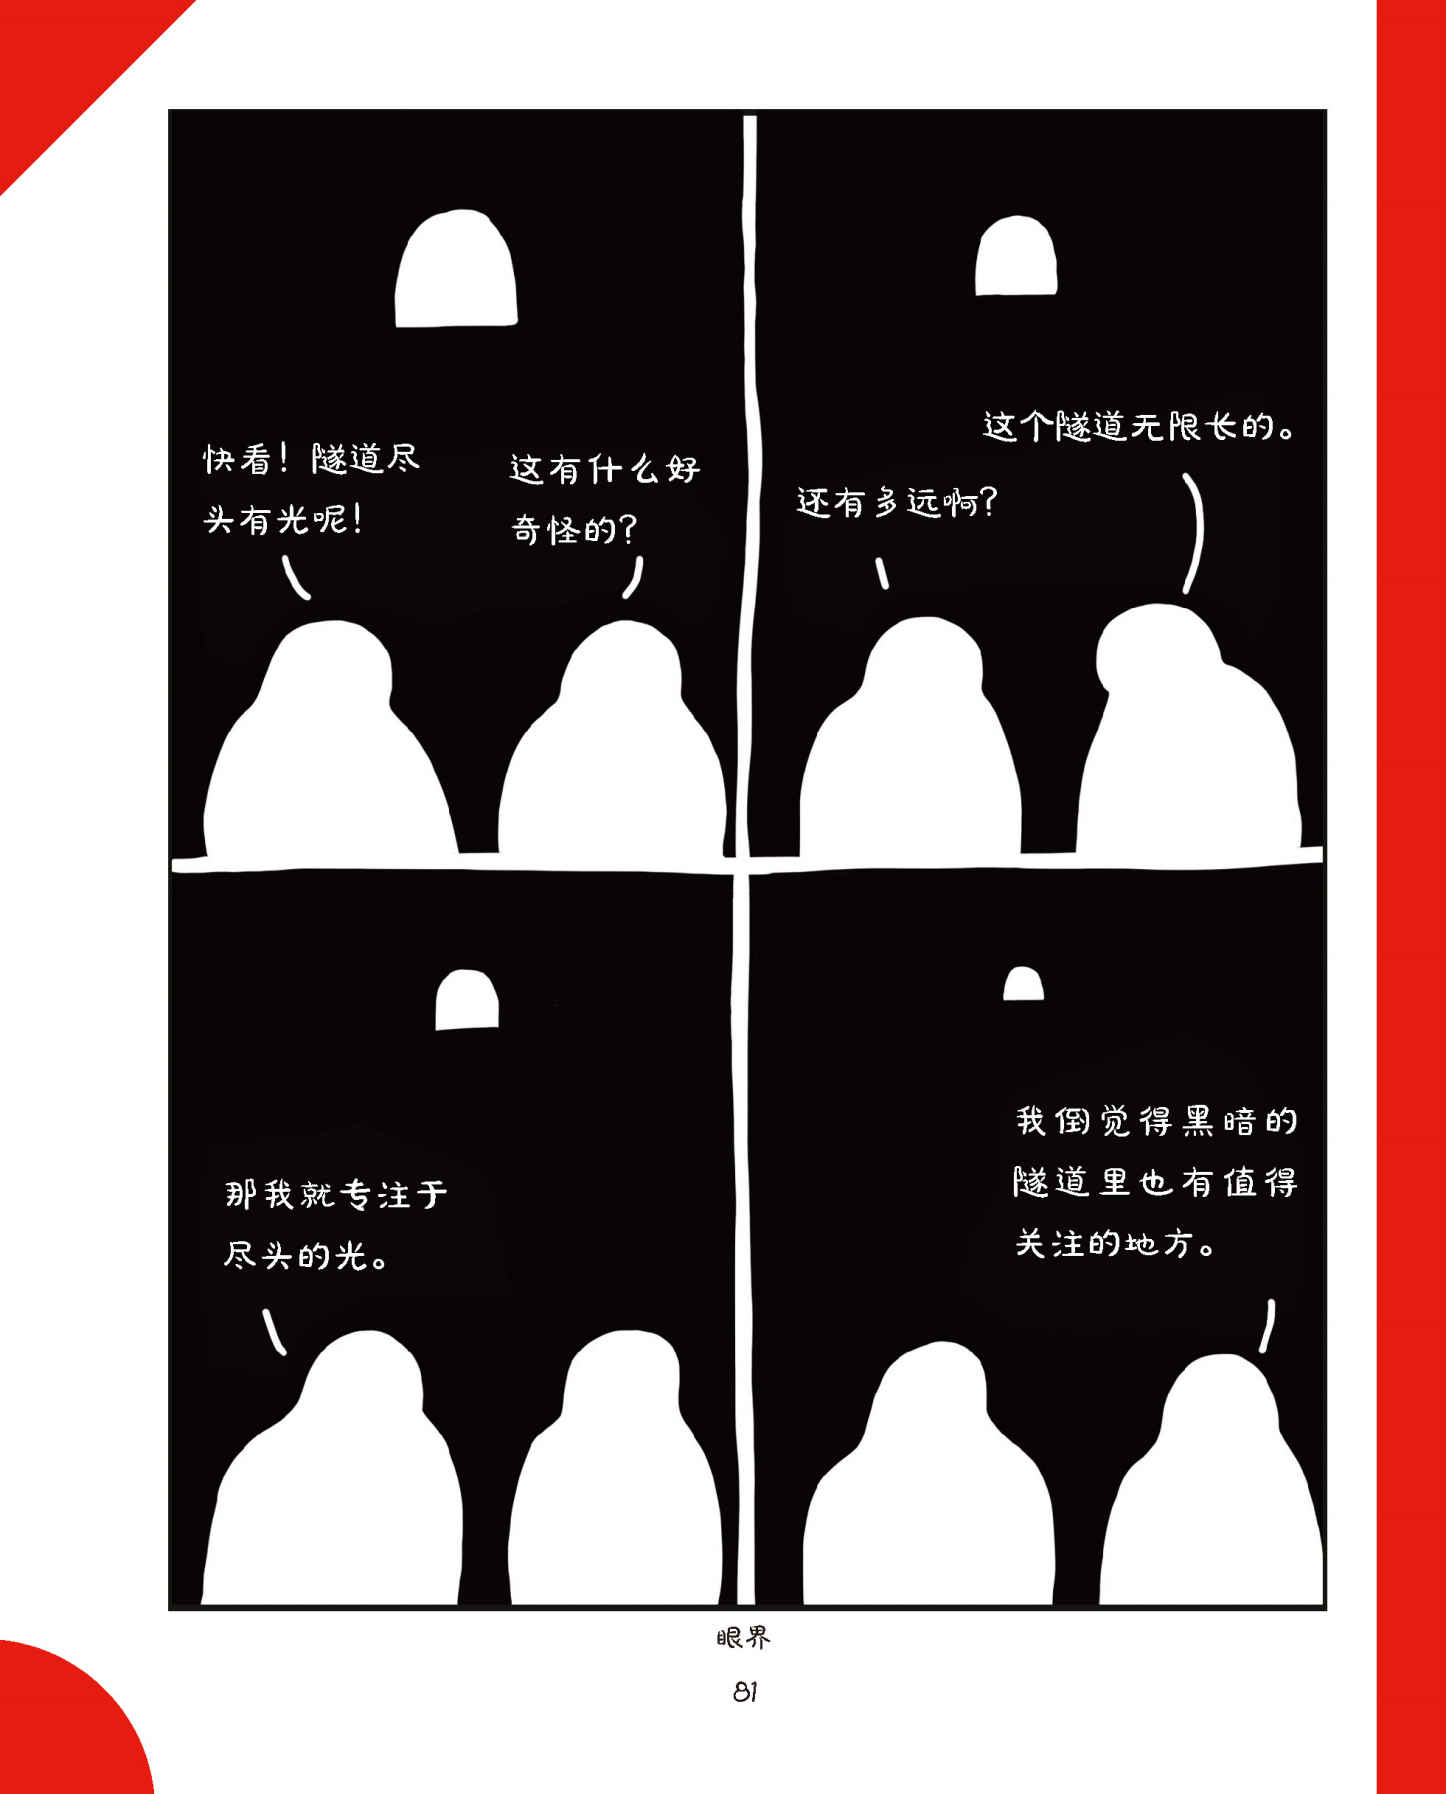 快看！隧道尽
头有光呢！
这有什么好
奇怪的？
还有多远啊？
这个隧道无限长的。
那我就专注于
尽头的光。
我倒觉得黑暗的
隧道里也有值得
关注的地方。
眼界
81